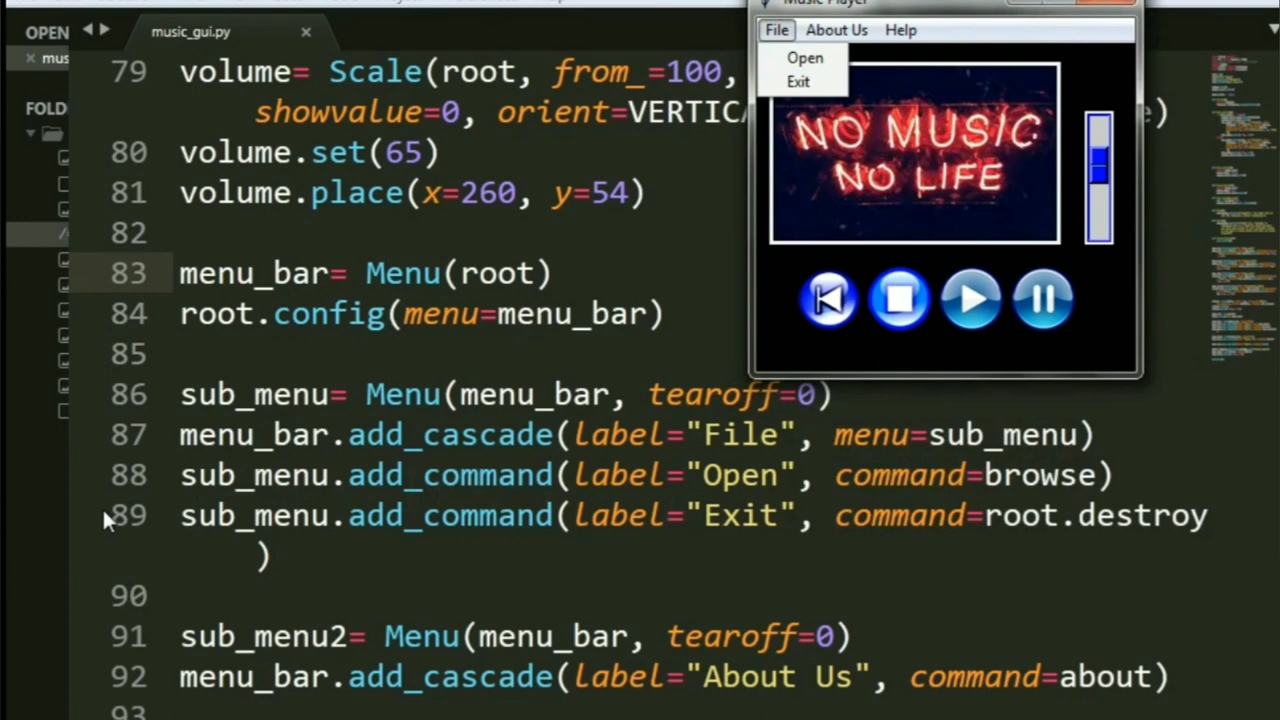 Music Player
OPEN
music_gui.py
mus
FOLD
File About Us Help
Open
Exit
NO MUSIC
NO LIFE
79 volume= Scale(root, from_=100,
showvalue=0, orient=VERTICA
e)
80 volume.set(65)
81 volume.place(x=260, y=54)
82
83 menu_bar= Menu(root)
84 root.config(menu=menu_bar)
85
86 sub_menu= Menu(menu_bar, tearoff=0)
87 menu_bar.add_cascade(label="File", menu=sub_menu)
88 sub_menu.add_command(label="Open", command=browse)
89 sub_menu.add_command(label="Exit", command=root.destroy
)
90
91 sub_menu2= Menu(menu_bar, tearoff=0)
92 menu_bar.add_cascade(label="About Us", command=about)
93